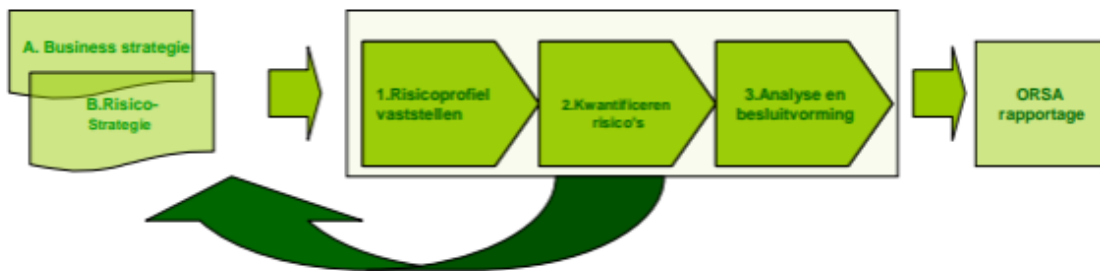 A. Business strategie
B.Risico-
Strategie
1.Risicoprofiel
vaststellen
2.Kwantificeren
risico's
3.Analyse en
besluitvorming
ORSA
rapportage